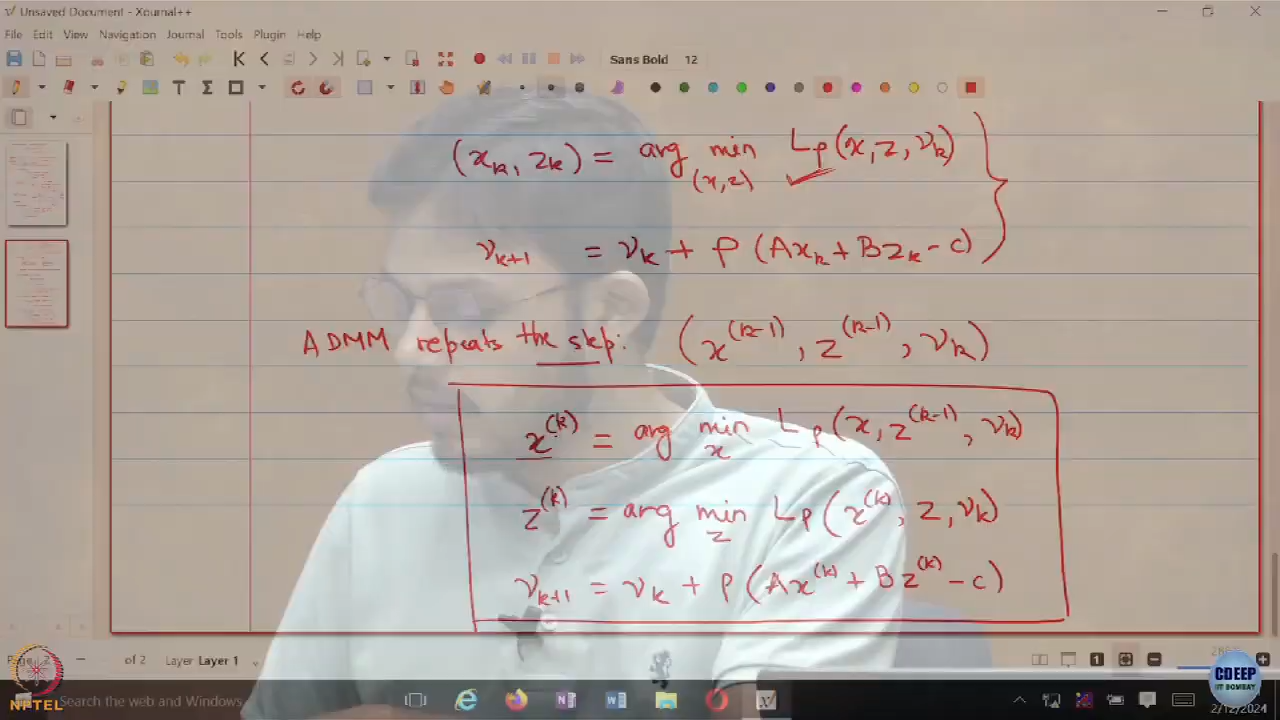 Unsaved Document - Xournal++
File Edit View Navigation Journal Tools Plugin Help
Sans Bold 12
(x_k, z_k) = arg min_(x,z) L_ρ(x, z, ν_k)
ν_{k+1} = ν_k + ρ (Ax_k + Bz_k - c)
ADMM repeats the step: (x^(k-1), z^(k-1), ν_k)
x^(k) = arg min_x L_ρ(x, z^(k-1), ν_k)
z^(k) = arg min_z L_ρ(x^(k), z, ν_k)
ν_{k+1} = ν_k + ρ (Ax^(k) + Bz^(k) - c)
of 2 Layer Layer 1
Search the web and Windows
NPTEL
CDEEP
IIT BOMBAY
2/12/2024